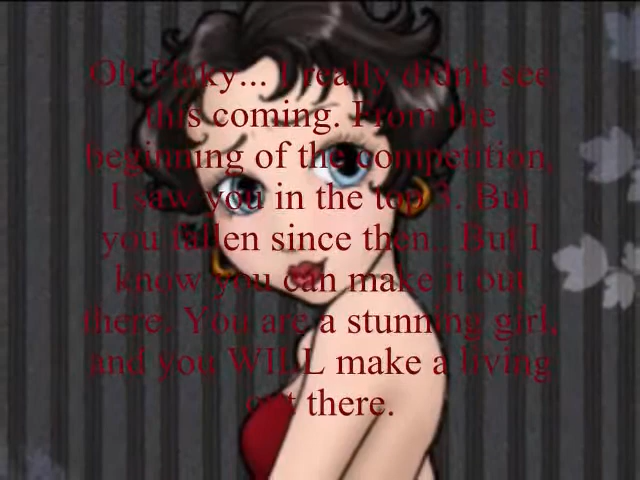 Oh Flaky... I really didn't see
this coming. From the
beginning of the competition,
I saw you in the top 3. But
you fallen since then.. But I
know you can make it out
there. You are a stunning girl,
and you WILL make a living
out there.